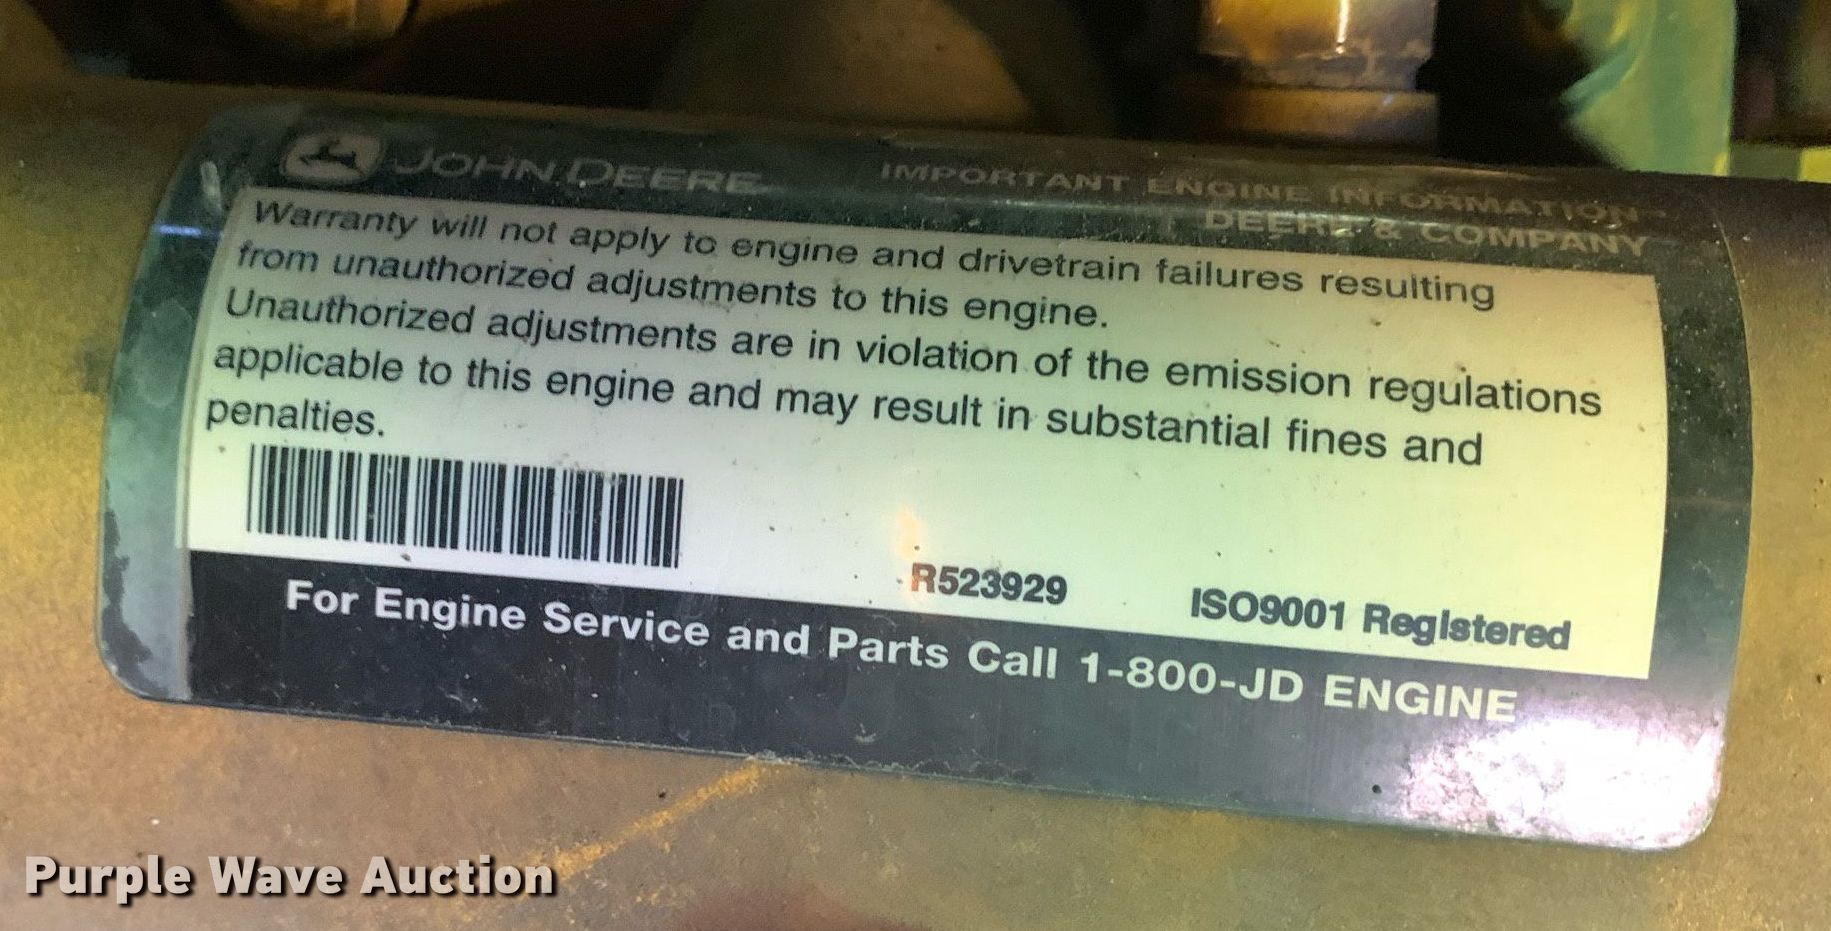 JOHN DEERE
IMPORTANT ENGINE INFORMATION
DEERE & COMPANY
Warranty will not apply to engine and drivetrain failures resulting
from unauthorized adjustments to this engine.
Unauthorized adjustments are in violation of the emission regulations
applicable to this engine and may result in substantial fines and
penalties.
R523929 ISO9001 Registered
For Engine Service and Parts Call 1-800-JD ENGINE
Purple Wave Auction